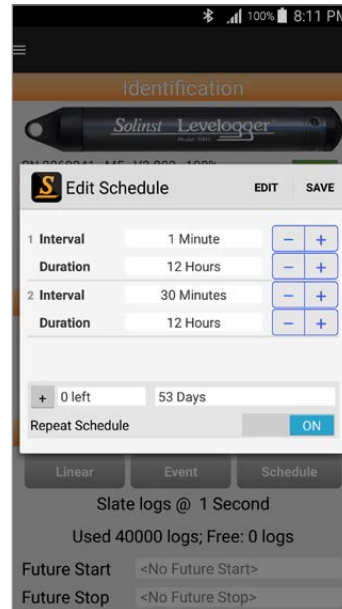 100% 8:11 PM
Identification
Solinst Levelogger
Edit Schedule EDIT SAVE
1 Interval 1 Minute - +
Duration 12 Hours - +
2 Interval 30 Minutes - +
Duration 12 Hours - +
+ 0 left 53 Days
Repeat Schedule ON
Linear Event Schedule
Slate logs @ 1 Second
Used 40000 logs; Free: 0 logs
Future Start <No Future Start>
Future Stop <No Future Stop>